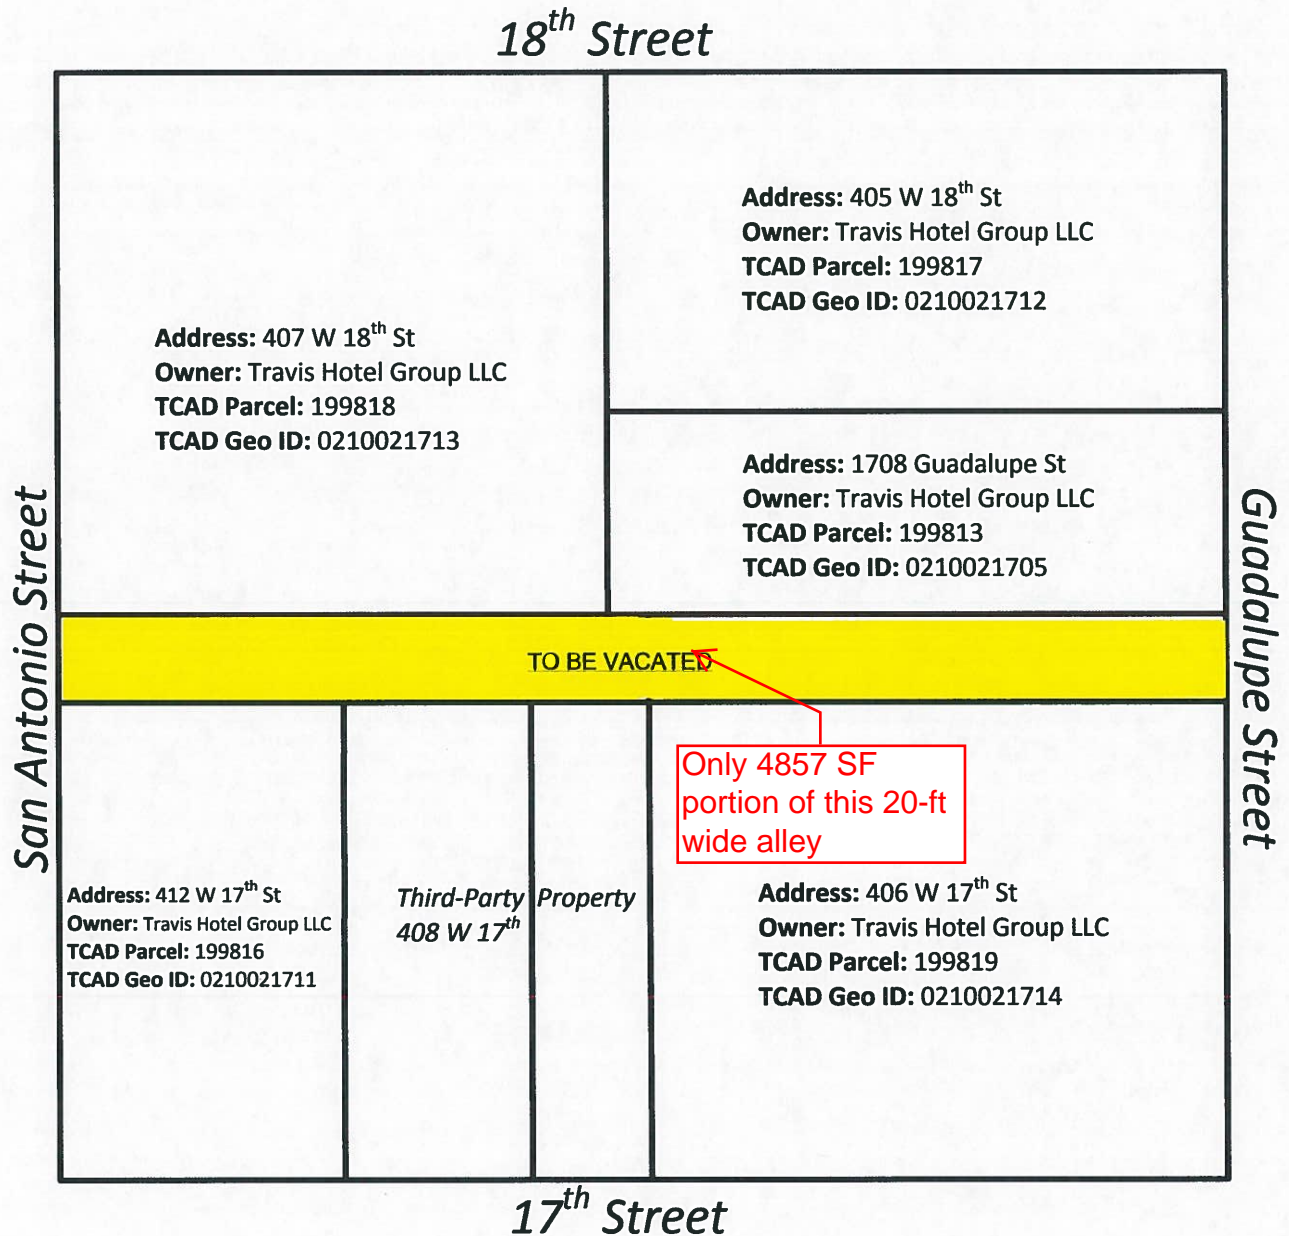 18th Street
Address: 405 W 18th St
Owner: Travis Hotel Group LLC
TCAD Parcel: 199817
TCAD Geo ID: 0210021712
Address: 407 W 18th St
Owner: Travis Hotel Group LLC
TCAD Parcel: 199818
TCAD Geo ID: 0210021713
Address: 1708 Guadalupe St
Owner: Travis Hotel Group LLC
TCAD Parcel: 199813
TCAD Geo ID: 0210021705
San Antonio Street
Guadalupe Street
TO BE VACATED
Only 4857 SF
portion of this 20-ft
wide alley
Address: 412 W 17th St
Owner: Travis Hotel Group LLC
TCAD Parcel: 199816
TCAD Geo ID: 0210021711
Third-Party Property
408 W 17th
Address: 406 W 17th St
Owner: Travis Hotel Group LLC
TCAD Parcel: 199819
TCAD Geo ID: 0210021714
17th Street